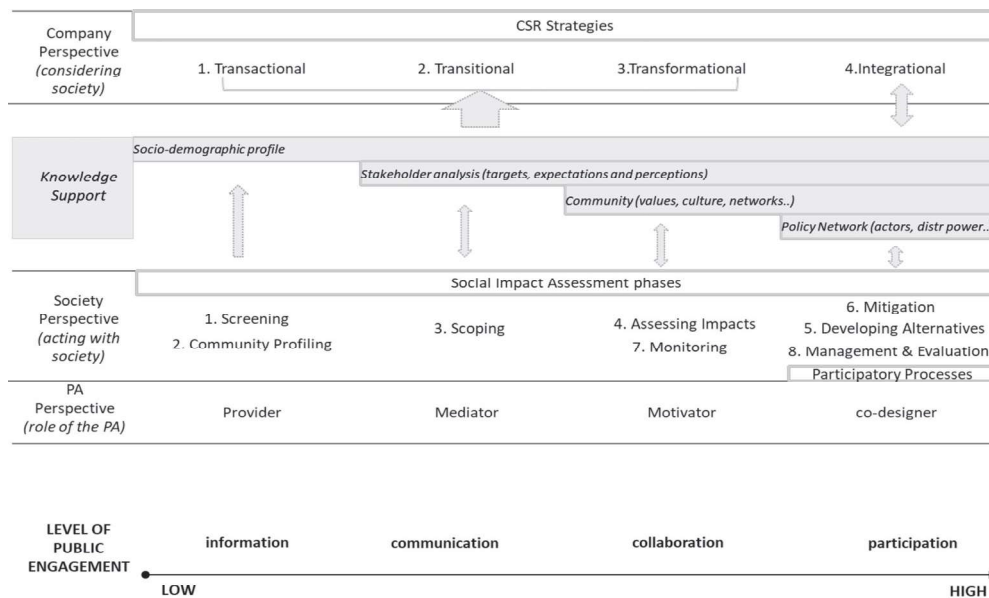 Company
Perspective
(considering
society)
CSR Strategies
1. Transactional
2. Transitional
3.Transformational
4.Integrational
Knowledge
Support
Socio-demographic profile
Stakeholder analysis (targets, expectations and perceptions)
Community (values, culture, networks..)
Policy Network (actors, distr power..
Society
Perspective
(acting with
society)
Social Impact Assessment phases
1. Screening
2. Community Profiling
3. Scoping
4. Assessing Impacts
7. Monitoring
6. Mitigation
5. Developing Alternatives
8. Management & Evaluation
Participatory Processes
PA
Perspective
(role of the PA)
Provider
Mediator
Motivator
co-designer
LEVEL OF
PUBLIC
ENGAGEMENT
information
communication
collaboration
participation
LOW
HIGH